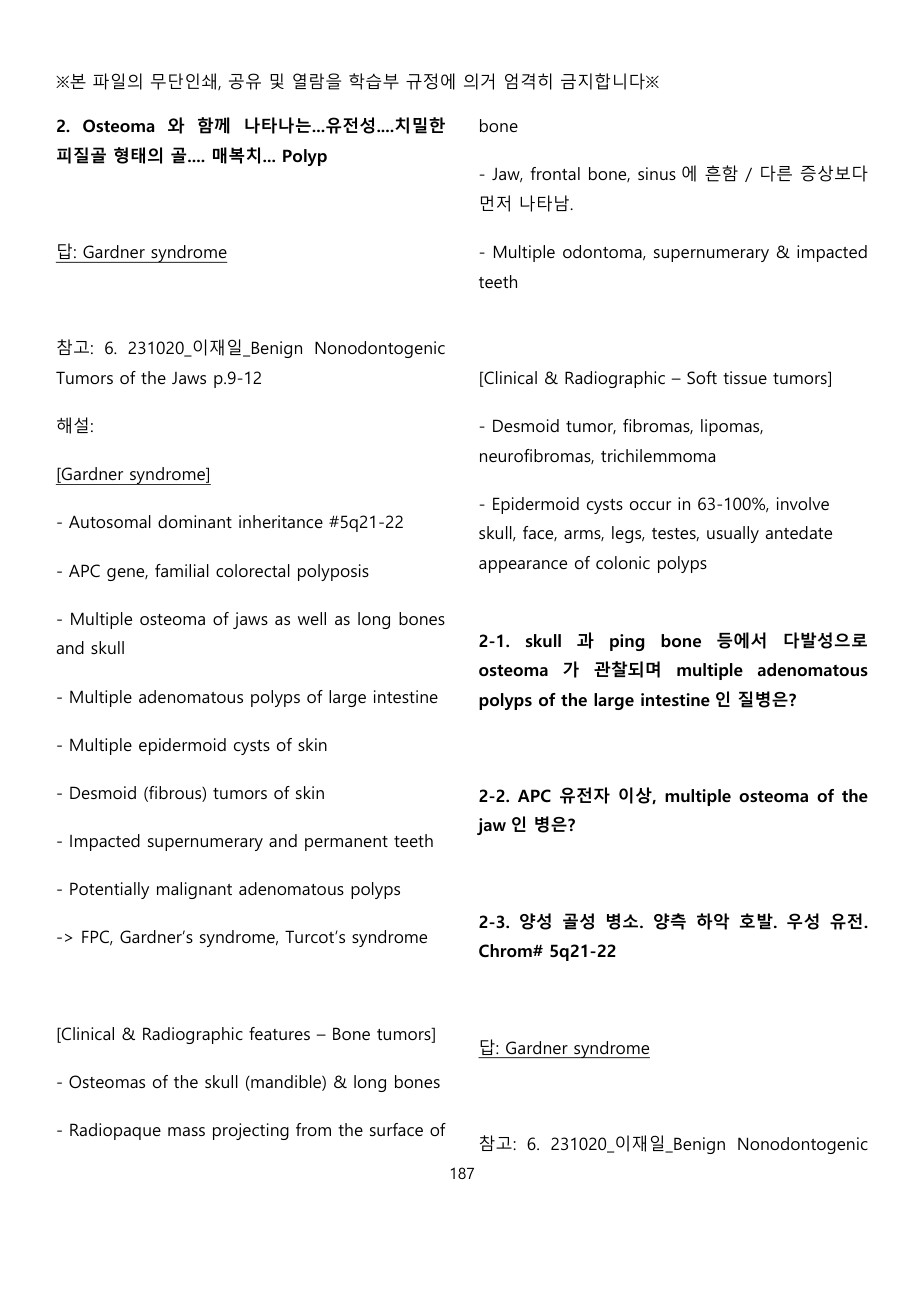 ※본 파일의 무단인쇄, 공유 및 열람을 학습부 규정에 의거 엄격히 금지합니다※
2. Osteoma 와 함께 나타나는...유전성....치밀한
피질골 형태의 골.... 매복치... Polyp
답: Gardner syndrome
참고: 6. 231020_이재일_Benign Nonodontogenic
Tumors of the Jaws p.9-12
해설:
[Gardner syndrome]
- Autosomal dominant inheritance #5q21-22
- APC gene, familial colorectal polyposis
- Multiple osteoma of jaws as well as long bones
and skull
- Multiple adenomatous polyps of large intestine
- Multiple epidermoid cysts of skin
- Desmoid (fibrous) tumors of skin
- Impacted supernumerary and permanent teeth
- Potentially malignant adenomatous polyps
-> FPC, Gardner’s syndrome, Turcot’s syndrome
[Clinical & Radiographic features – Bone tumors]
- Osteomas of the skull (mandible) & long bones
- Radiopaque mass projecting from the surface of
bone
- Jaw, frontal bone, sinus 에 흔함 / 다른 증상보다
먼저 나타남.
- Multiple odontoma, supernumerary & impacted
teeth
[Clinical & Radiographic – Soft tissue tumors]
- Desmoid tumor, fibromas, lipomas,
neurofibromas, trichilemmoma
- Epidermoid cysts occur in 63-100%, involve
skull, face, arms, legs, testes, usually antedate
appearance of colonic polyps
2-1. skull 과 ping bone 등에서 다발성으로
osteoma 가 관찰되며 multiple adenomatous
polyps of the large intestine 인 질병은?
2-2. APC 유전자 이상, multiple osteoma of the
jaw 인 병은?
2-3. 양성 골성 병소. 양측 하악 호발. 우성 유전.
Chrom# 5q21-22
답: Gardner syndrome
참고: 6. 231020_이재일_Benign Nonodontogenic
187